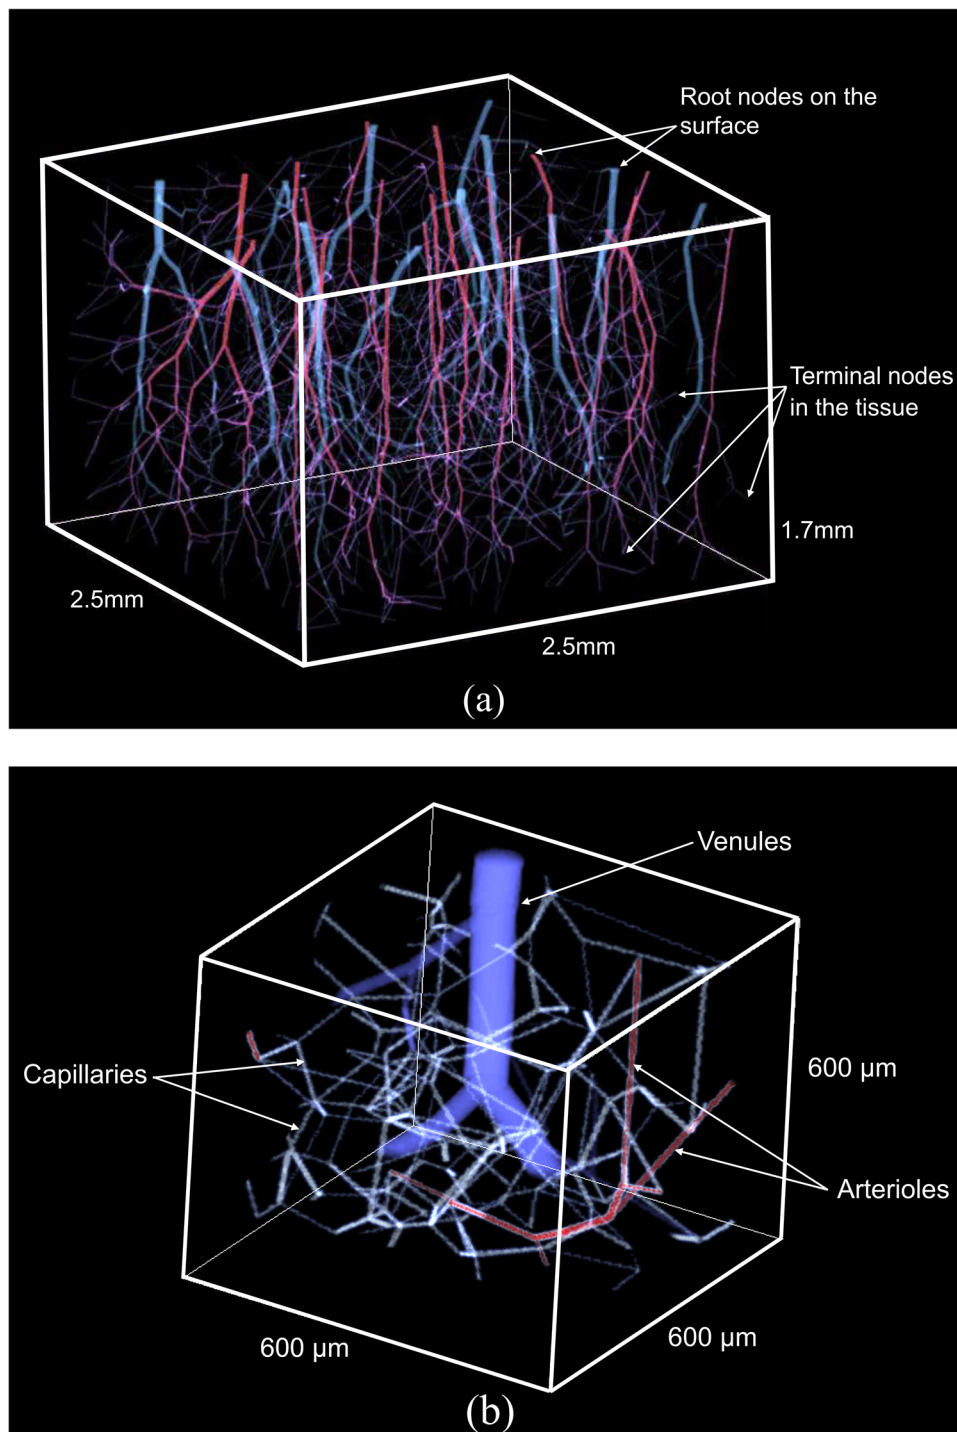 Root nodes on the
surface
Terminal nodes
in the tissue
1.7mm
2.5mm
2.5mm
(a)
Venules
Capillaries
600 µm
Arterioles
600 µm
600 µm
(b)